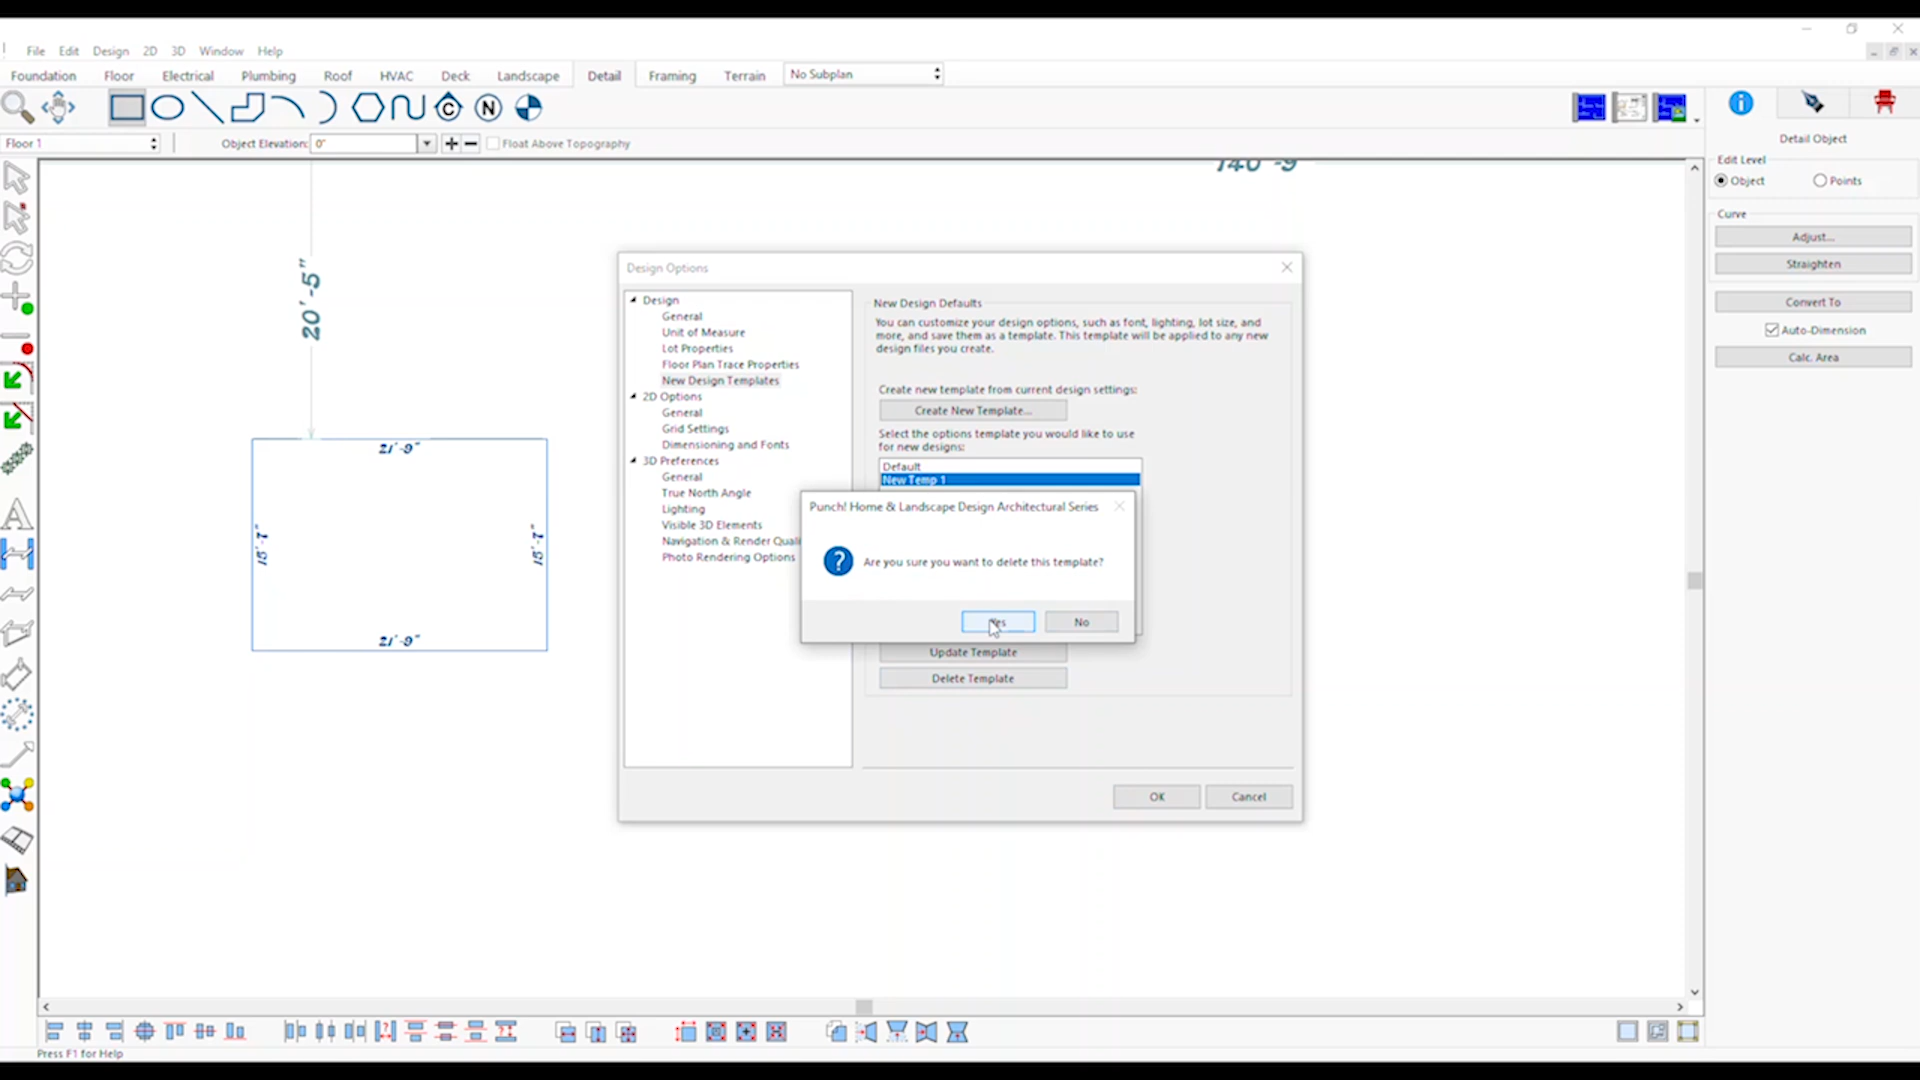 File Edit Design 2D 3D Window Help
Foundation Floor Electrical Plumbing Roof HVAC Deck Landscape Detail Framing Terrain No Subplan
C N
Floor 1 Object Elevation: 0" Float Above Topography
Detail Object
Edit Level
Object Points
Curve
Adjust...
Straighten
Convert To
Auto-Dimension
Calc. Area
20'-5"
21'-9"
15'-7"
15'-7"
21'-9"
Design Options
Design
General
Unit of Measure
Lot Properties
Floor Plan Trace Properties
New Design Templates
2D Options
General
Grid Settings
Dimensioning and Fonts
3D Preferences
General
True North Angle
Lighting
Visible 3D Elements
Navigation & Render Quali
Photo Rendering Options
New Design Defaults
You can customize your design options, such as font, lighting, lot size, and
more, and save them as a template. This template will be applied to any new
design files you create.
Create new template from current design settings:
Create New Template...
Select the options template you would like to use
for new designs:
Default
New Temp 1
Punch! Home & Landscape Design Architectural Series
Are you sure you want to delete this template?
Yes No
Update Template
Delete Template
OK Cancel
Press F1 for Help